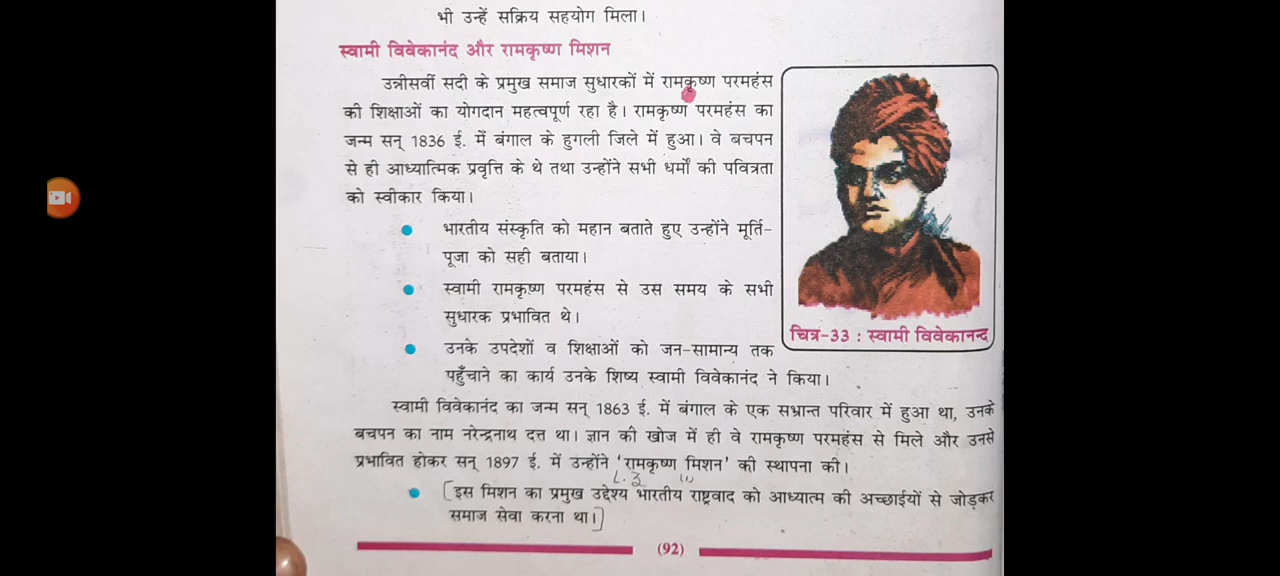 भी उन्हें सक्रिय सहयोग मिला।
स्वामी विवेकानंद और रामकृष्ण मिशन
उन्नीसवीं सदी के प्रमुख समाज सुधारकों में रामकृष्ण परमहंस
की शिक्षाओं का योगदान महत्वपूर्ण रहा है। रामकृष्ण परमहंस का
जन्म सन् 1836 ई. में बंगाल के हुगली जिले में हुआ। वे बचपन
से ही आध्यात्मिक प्रवृत्ति के थे तथा उन्होंने सभी धर्मों की पवित्रता
को स्वीकार किया।
भारतीय संस्कृति को महान बताते हुए उन्होंने मूर्ति-
पूजा को सही बताया।
स्वामी रामकृष्ण परमहंस से उस समय के सभी
सुधारक प्रभावित थे।
चित्र-33 : स्वामी विवेकानन्द
उनके उपदेशों व शिक्षाओं को जन-सामान्य तक
पहुँचाने का कार्य उनके शिष्य स्वामी विवेकानंद ने किया।
स्वामी विवेकानंद का जन्म सन् 1863 ई. में बंगाल के एक सभ्रान्त परिवार में हुआ था, उनके
बचपन का नाम नरेन्द्रनाथ दत्त था। ज्ञान की खोज में ही वे रामकृष्ण परमहंस से मिले और उनसे
प्रभावित होकर सन् 1897 ई. में उन्होंने ‘रामकृष्ण मिशन’ की स्थापना की।
[इस मिशन का प्रमुख उद्देश्य भारतीय राष्ट्रवाद को आध्यात्म की अच्छाईयों से जोड़कर
समाज सेवा करना था।]
(92)